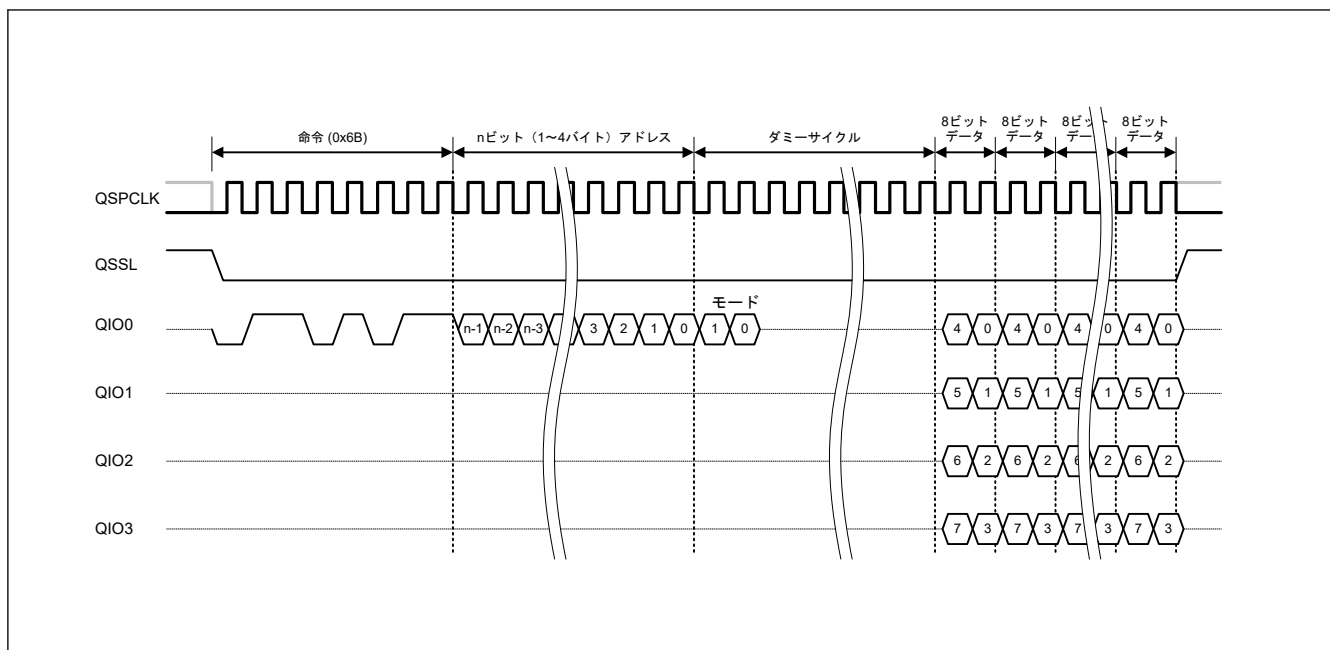 命令 (0x6B)
nビット（1～4バイト）アドレス
ダミーサイクル
8ビット
データ
8ビット
データ
8ビット
データ
8ビット
データ
QSPCLK
QSSL
モード
QIO0
n-1 n-2 n-3 3 2 1 0 1 0 4 0 4 0 4 0 4 0
QIO1
5 1 5 1 5 1 5 1
QIO2
6 2 6 2 6 2 6 2
QIO3
7 3 7 3 7 3 7 3